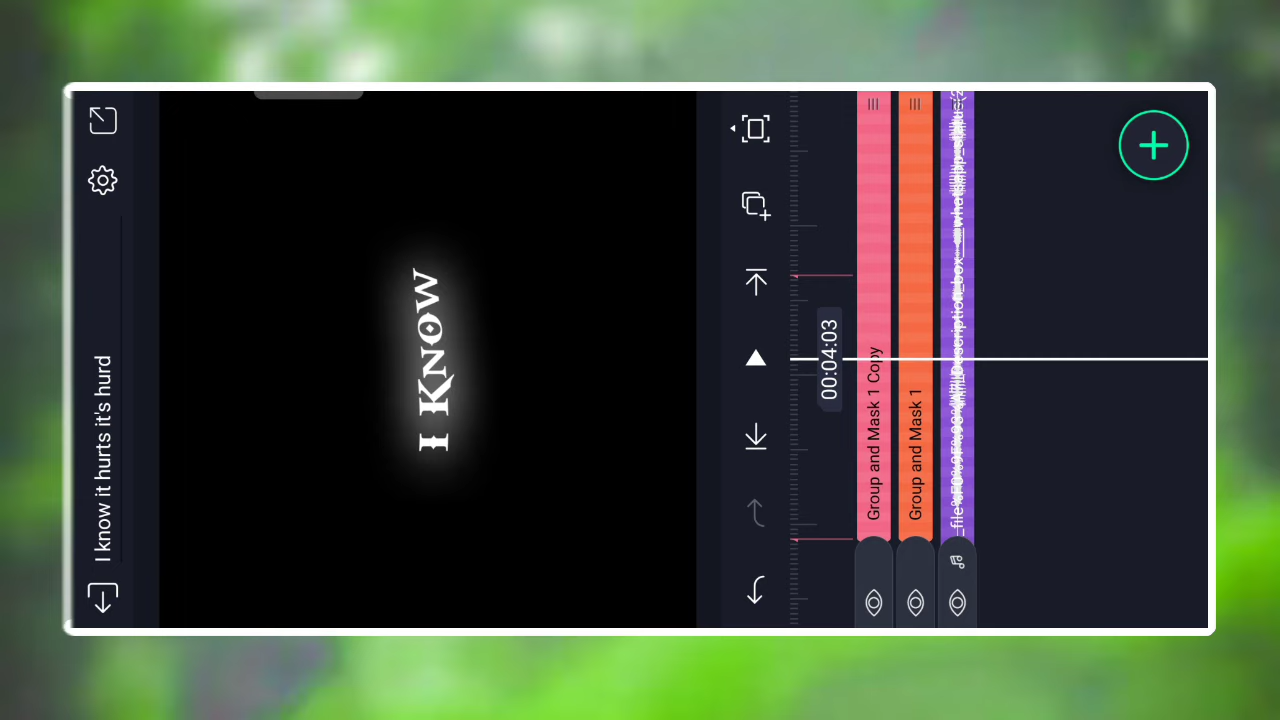 I know it hurts it's hurd
I KNOW
00:04:03
Group and Mask 1 Copy
Group and Mask 1